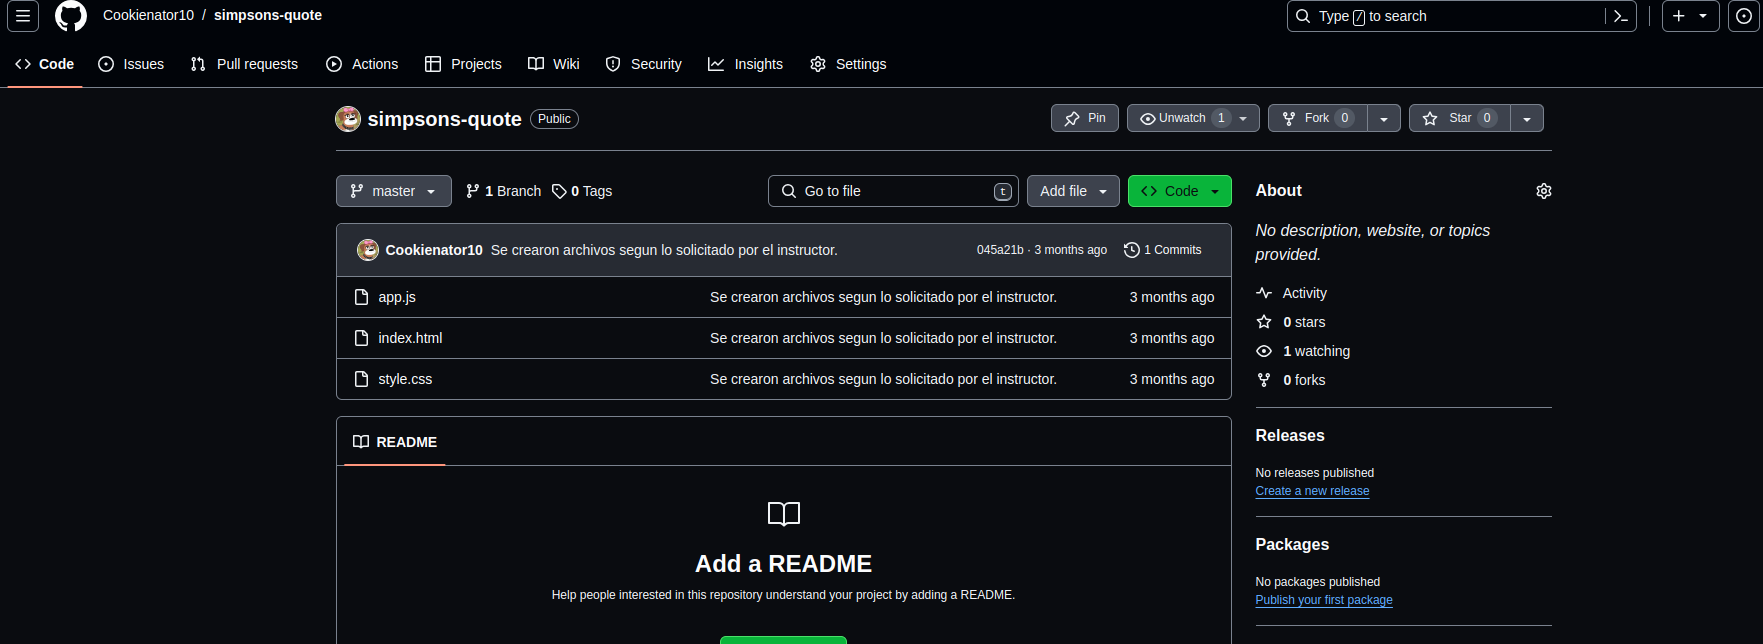 Cookienator10 / simpsons-quote
Type / to search
Code Issues Pull requests Actions Projects Wiki Security Insights Settings
simpsons-quote Public
Pin Unwatch 1 Fork 0 Star 0
master 1 Branch 0 Tags Go to file t Add file Code
Cookienator10 Se crearon archivos segun lo solicitado por el instructor. 045a21b · 3 months ago 1 Commits
app.js Se crearon archivos segun lo solicitado por el instructor. 3 months ago
index.html Se crearon archivos segun lo solicitado por el instructor. 3 months ago
style.css Se crearon archivos segun lo solicitado por el instructor. 3 months ago
README
Add a README
Help people interested in this repository understand your project by adding a README.
About
No description, website, or topics
provided.
Activity
0 stars
1 watching
0 forks
Releases
No releases published
Create a new release
Packages
No packages published
Publish your first package